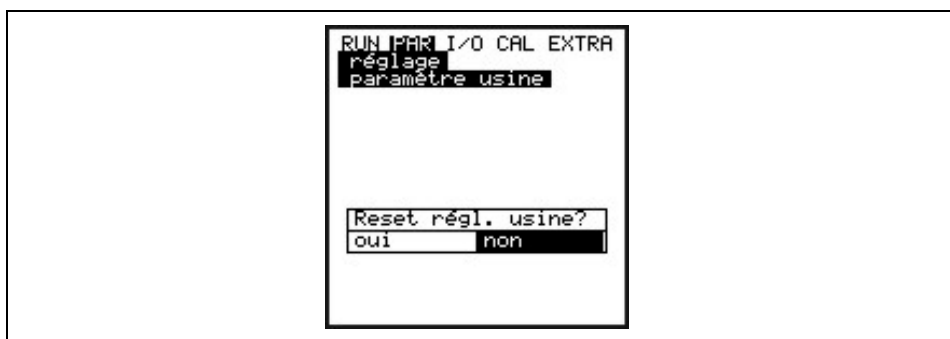 RUN PAR I/O CAL EXTRA
réglage
paramètre usine
Reset régl. usine?
oui non